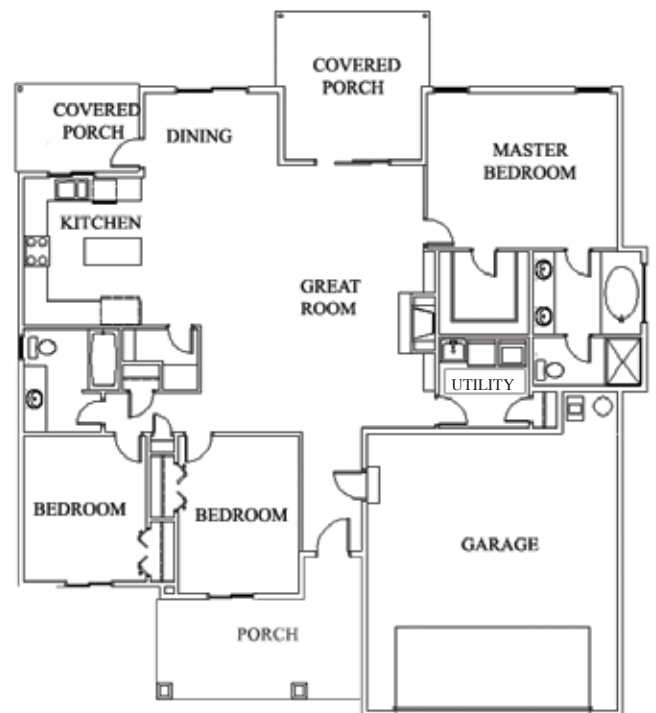 COVERED
PORCH
COVERED
PORCH
DINING
MASTER
BEDROOM
KITCHEN
GREAT
ROOM
UTILITY
BEDROOM
BEDROOM
GARAGE
PORCH